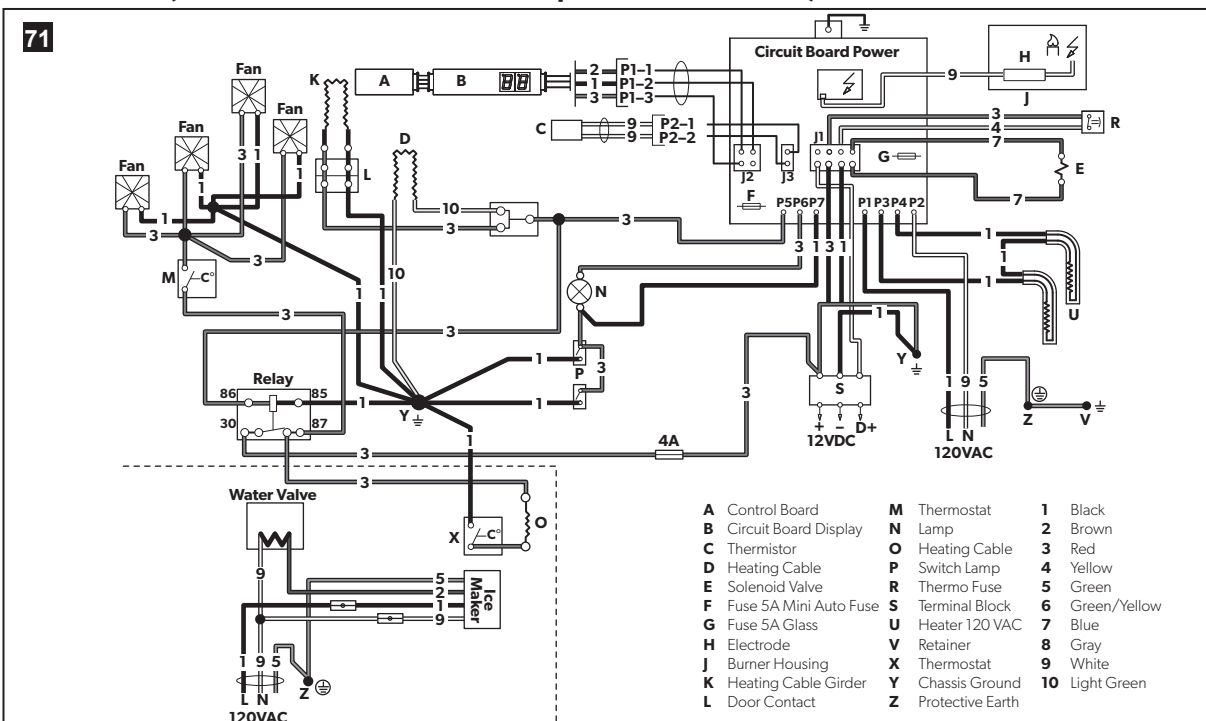 71
Fan
Fan
Fan
Fan
K
A
B
88
2
1
3
P1-1
P1-2
P1-3
C
9
9
P2-1
P2-2
D
L
Circuit Board Power
H
J
9
3
4
7
R
J1
G
J2
J3
F
E
7
P5 P6 P7
P1 P3 P4 P2
3
1
1
1
1
3
3
10
3
3
M
C°
10
1
1
3
3
1
3
1
N
1
1
1
U
3
3
1
Y
1
P
3
1
S
+ − D+
12VDC
3
1 9 5
L N
120VAC
Z
V
Relay
86
85
30
87
1
Y
1
3
4A
3
Water Valve
X
C°
O
9
5
2
1
9
Ice
Maker
1 9 5
L N
Z
120VAC
A Control Board
B Circuit Board Display
C Thermistor
D Heating Cable
E Solenoid Valve
F Fuse 5A Mini Auto Fuse
G Fuse 5A Glass
H Electrode
J Burner Housing
K Heating Cable Girder
L Door Contact
M Thermostat
N Lamp
O Heating Cable
P Switch Lamp
R Thermo Fuse
S Terminal Block
U Heater 120 VAC
V Retainer
X Thermostat
Y Chassis Ground
Z Protective Earth
1 Black
2 Brown
3 Red
4 Yellow
5 Green
6 Green/Yellow
7 Blue
8 Gray
9 White
10 Light Green